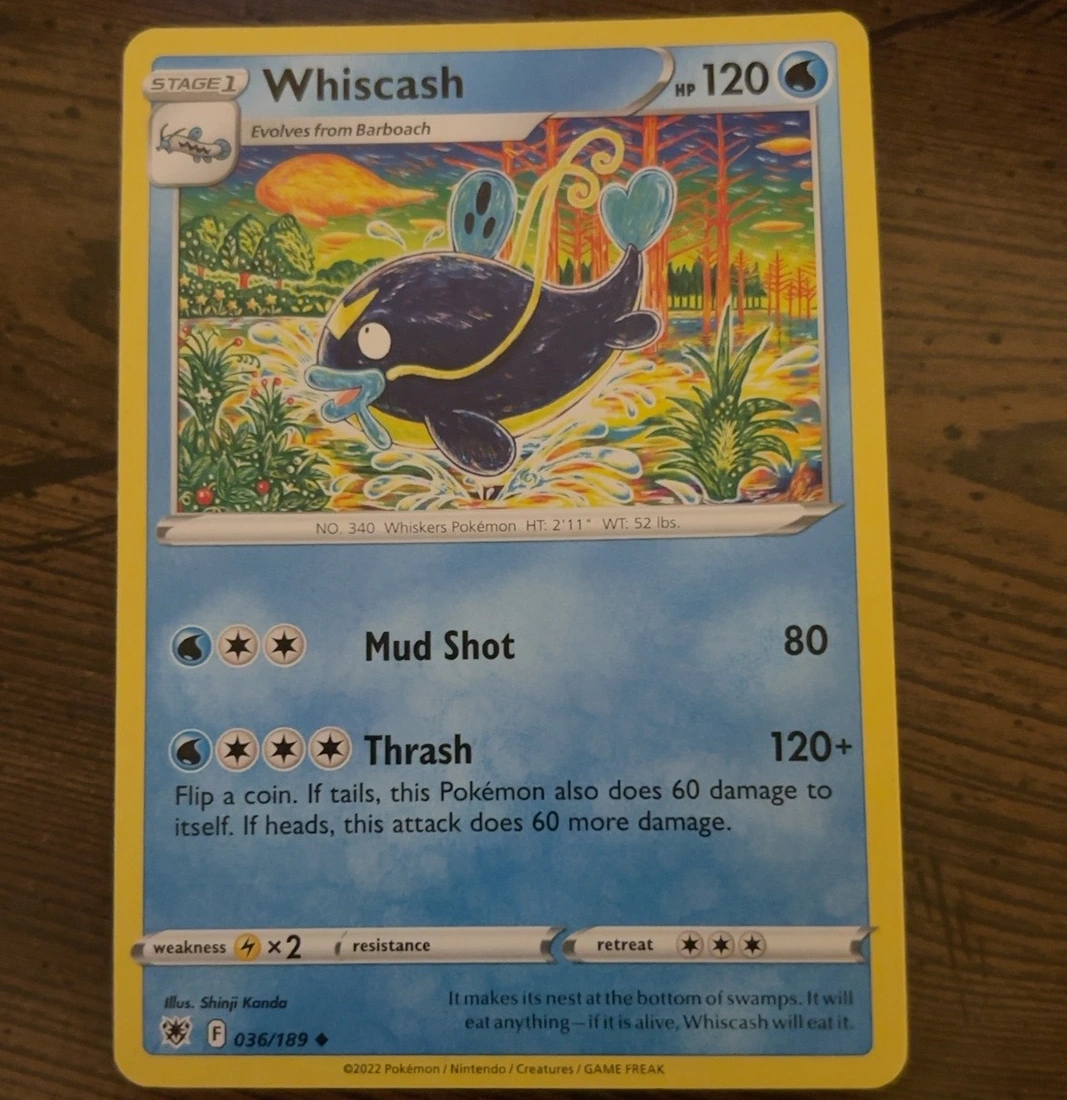 STAGE 1 Whiscash HP 120
Evolves from Barboach
NO. 340 Whiskers Pokémon HT: 2'11" WT: 52 lbs.
Mud Shot 80
Thrash 120+
Flip a coin. If tails, this Pokémon also does 60 damage to
itself. If heads, this attack does 60 more damage.
weakness ×2 resistance retreat
Illus. Shinji Kanda
It makes its nest at the bottom of swamps. It will
eat anything—if it is alive, Whiscash will eat it.
F 036/189
©2022 Pokémon / Nintendo / Creatures / GAME FREAK